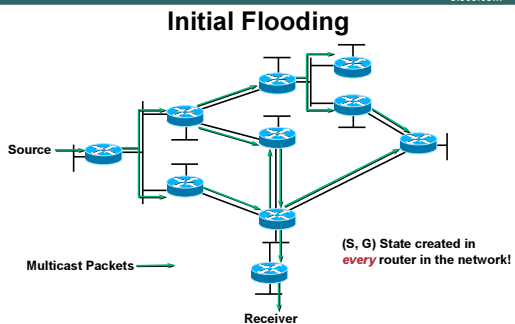 Initial Flooding
Source
(S, G) State created in
every router in the network!
Multicast Packets
Receiver